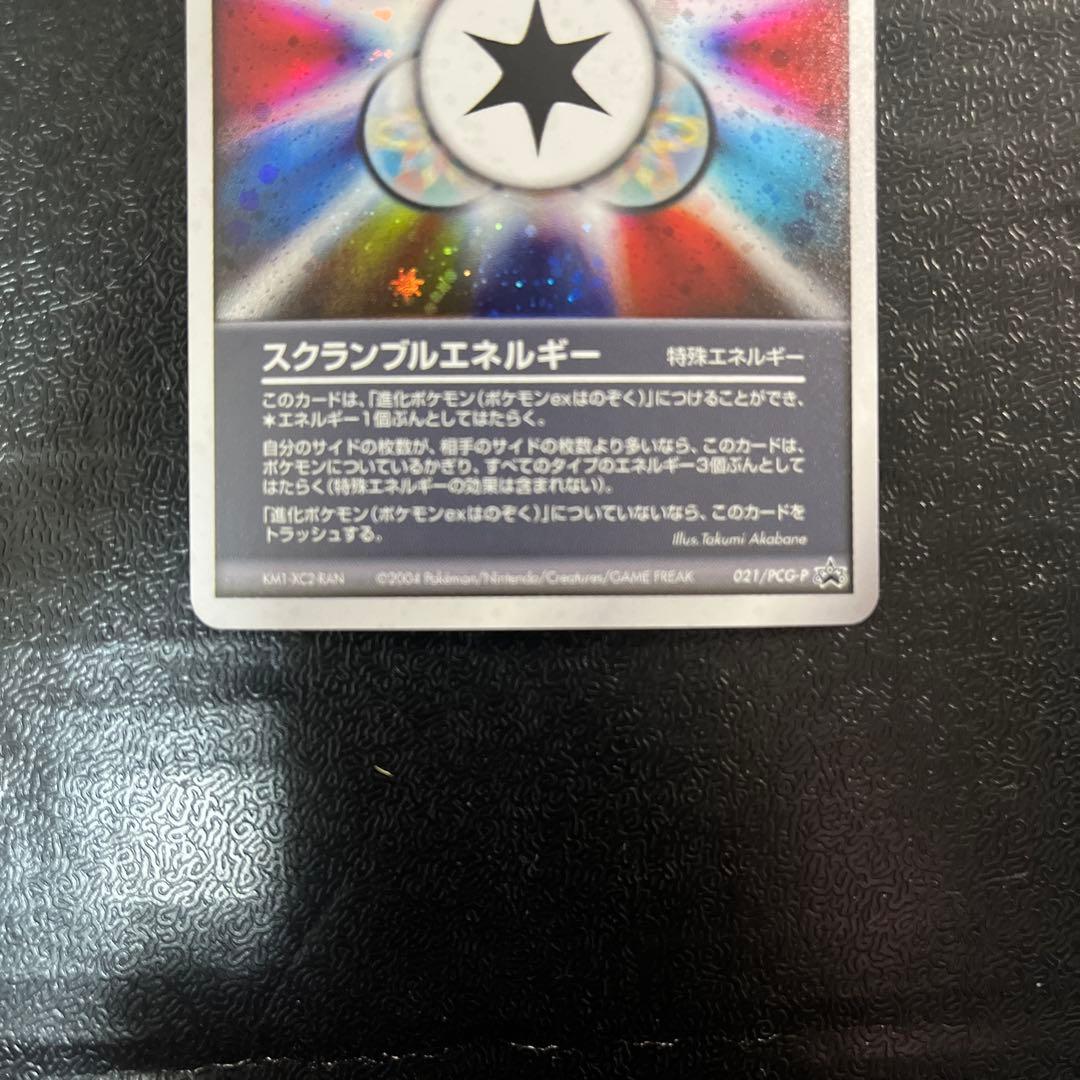 スクランブルエネルギー 特殊エネルギー
このカードは、「進化ポケモン(ポケモンexはのぞく)」につけることができ、
★エネルギー1個ぶんとしてはたらく。
自分のサイドの枚数が、相手のサイドの枚数より多いなら、このカードは、
ポケモンについているかぎり、すべてのタイプのエネルギー3個ぶんとして
はたらく(特殊エネルギーの効果は含まれない)。
「進化ポケモン(ポケモンexはのぞく)」についていないなら、このカードを
トラッシュする。
Illus. Takumi Akabane
KM1-XC2-RAN ©2004 Pokémon/Nintendo/Creatures/GAME FREAK 021/PCG-P